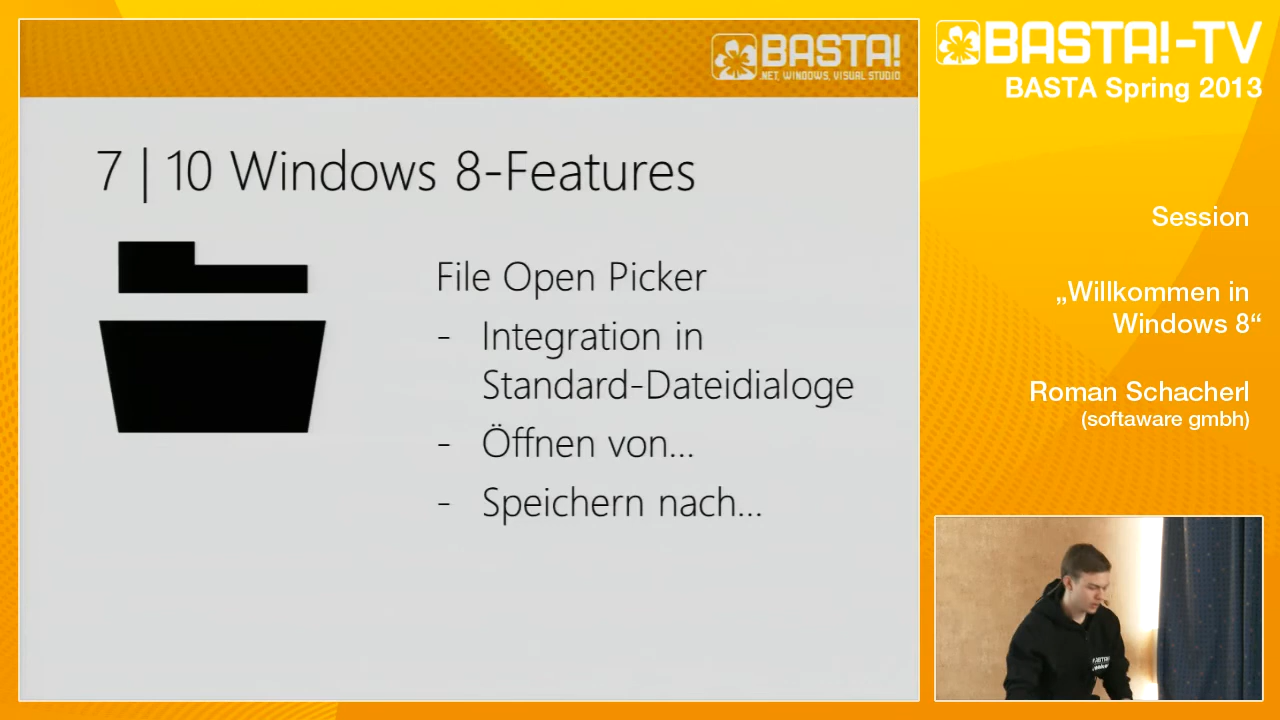 BASTA!
.NET, WINDOWS, VISUAL STUDIO
7 | 10 Windows 8-Features
File Open Picker
- Integration in
Standard-Dateidialoge
- Öffnen von...
- Speichern nach...
BASTA!-TV
BASTA Spring 2013
Session
„Willkommen in
Windows 8“
Roman Schacherl
(softaware gmbh)
BASTA!